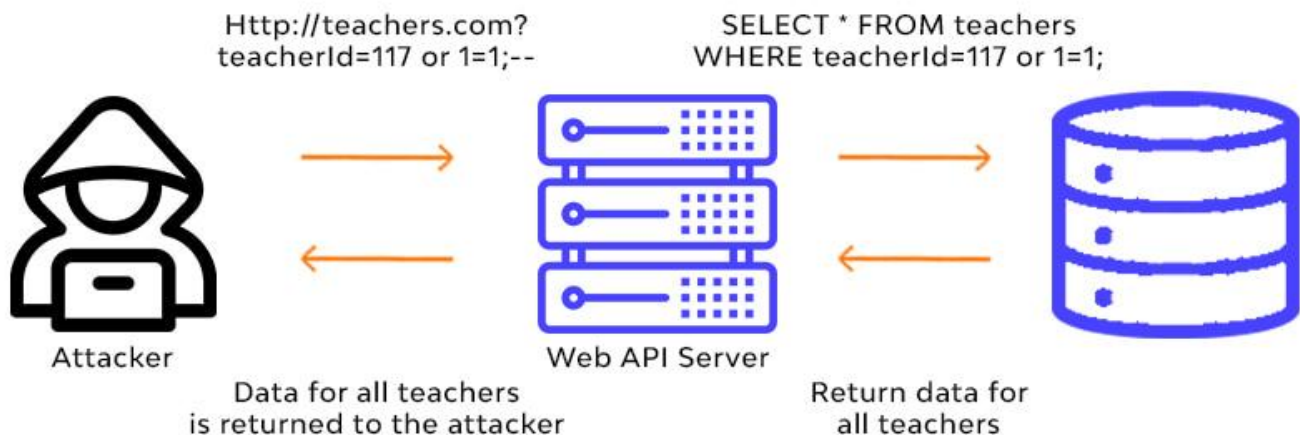 Http://teachers.com?
teacherId=117 or 1=1;--
SELECT * FROM teachers
WHERE teacherId=117 or 1=1;
Attacker
Web API Server
Data for all teachers
is returned to the attacker
Return data for
all teachers